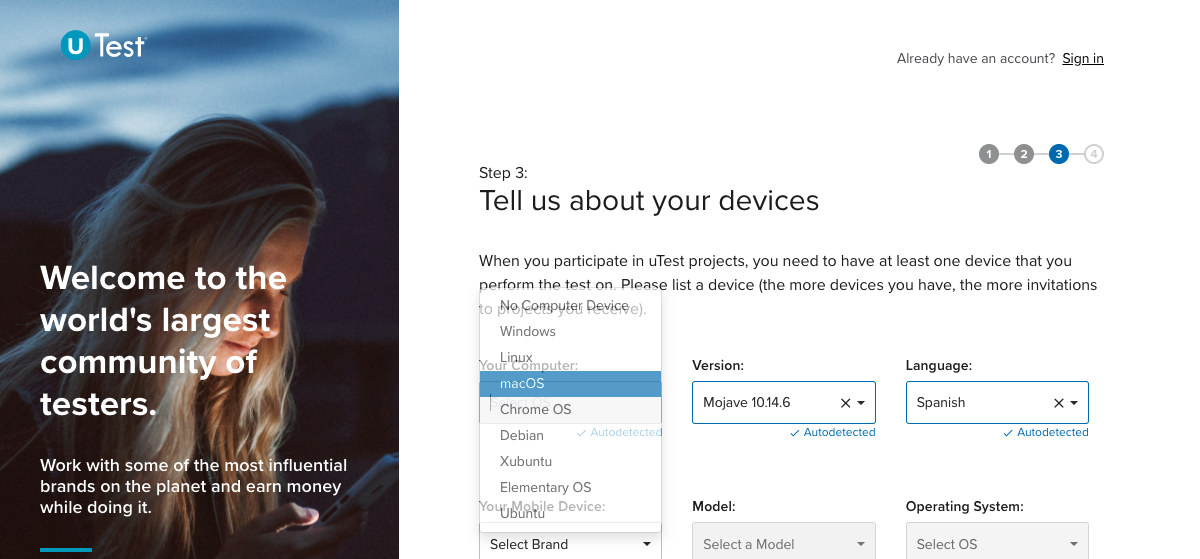 uTest
Welcome to the
world's largest
community of
testers.
Work with some of the most influential
brands on the planet and earn money
while doing it.
Already have an account? Sign in
1 2 3 4
Step 3:
Tell us about your devices
When you participate in uTest projects, you need to have at least one device that you
perform the test on. Please list a device (the more devices you have, the more invitations
to projects you receive).
No Computer Device
Windows
Linux
macOS
Chrome OS
Debian
Xubuntu
Elementary OS
Ubuntu
Your Computer:
Select OS
Autodetected
Version:
Mojave 10.14.6
Autodetected
Language:
Spanish
Autodetected
Your Mobile Device:
Select Brand
Model:
Select a Model
Operating System:
Select OS